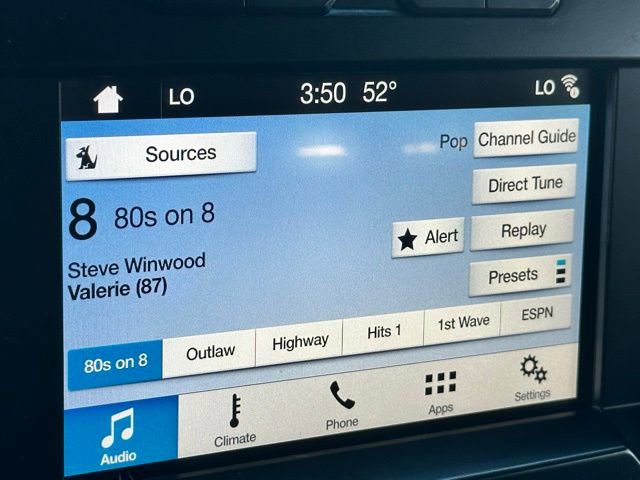 LO 3:50 52° LO
Sources
Pop
Channel Guide
8 80s on 8
Direct Tune
Alert
Replay
Steve Winwood
Valerie (87)
Presets
80s on 8 Outlaw Highway Hits 1 1st Wave ESPN
Audio Climate Phone Apps Settings